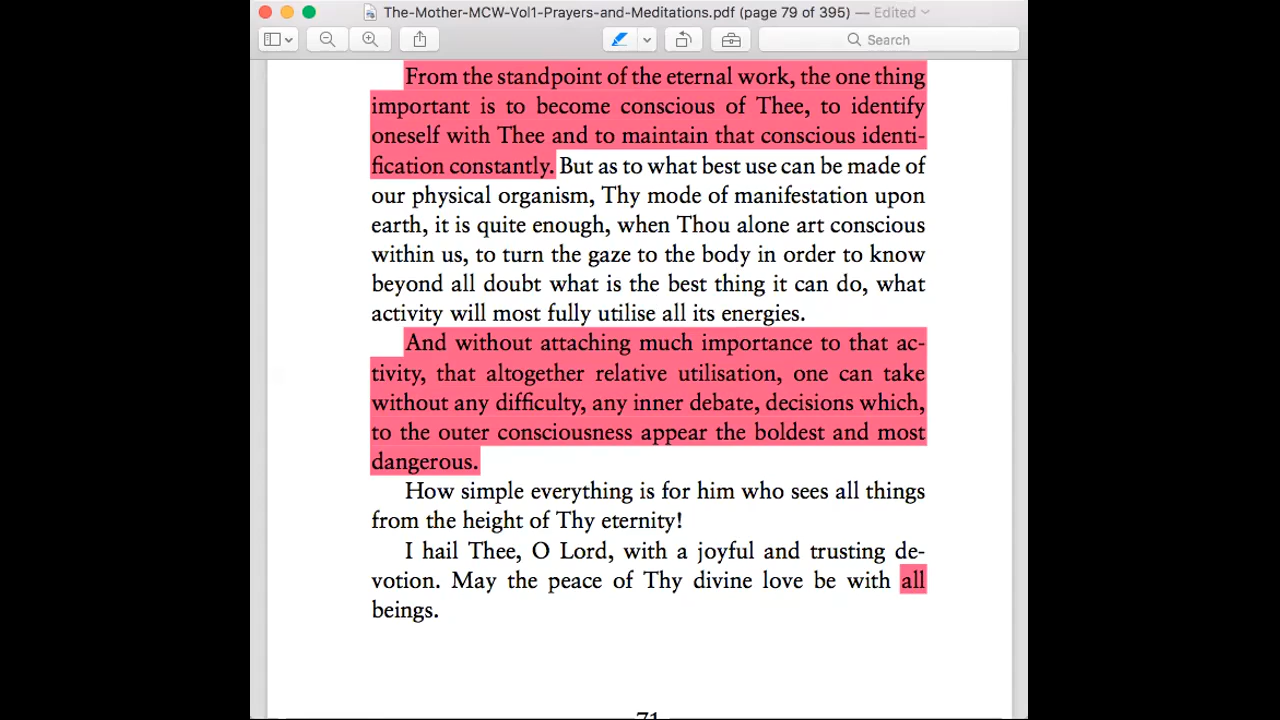 The-Mother-MCW-Vol1-Prayers-and-Meditations.pdf (page 79 of 395) — Edited
Search
From the standpoint of the eternal work, the one thing
important is to become conscious of Thee, to identify
oneself with Thee and to maintain that conscious identi-
fication constantly. But as to what best use can be made of
our physical organism, Thy mode of manifestation upon
earth, it is quite enough, when Thou alone art conscious
within us, to turn the gaze to the body in order to know
beyond all doubt what is the best thing it can do, what
activity will most fully utilise all its energies.
And without attaching much importance to that ac-
tivity, that altogether relative utilisation, one can take
without any difficulty, any inner debate, decisions which,
to the outer consciousness appear the boldest and most
dangerous.
How simple everything is for him who sees all things
from the height of Thy eternity!
I hail Thee, O Lord, with a joyful and trusting de-
votion. May the peace of Thy divine love be with all
beings.
71